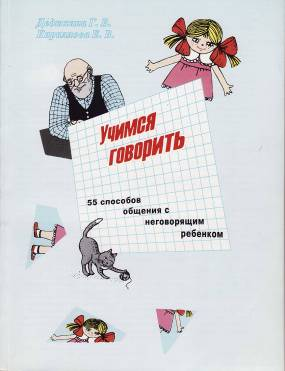 Дедюхина Г. В.
Кириллова Е. В.
Учимся
говорить
55 способов
общения с
неговорящим
ребенком